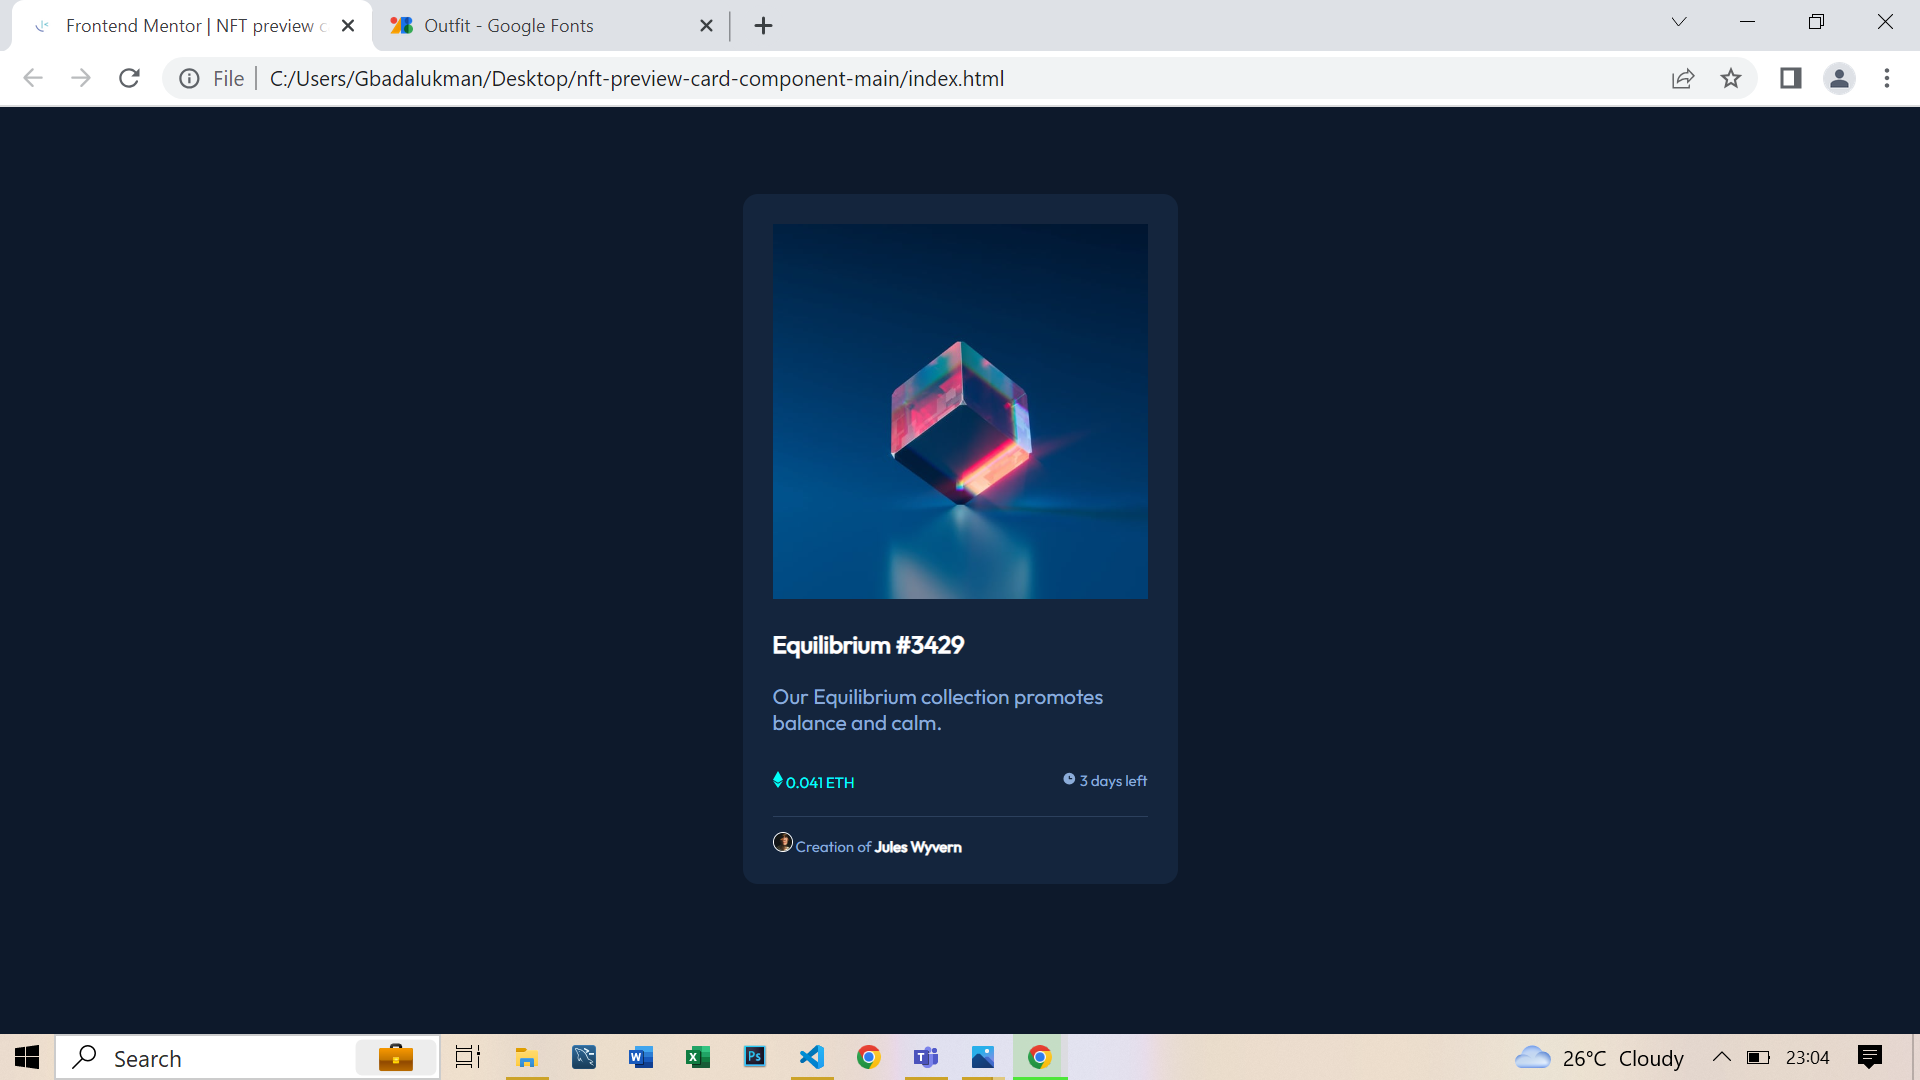 Frontend Mentor | NFT preview c
Outfit - Google Fonts
File
C:/Users/Gbadalukman/Desktop/nft-preview-card-component-main/index.html
Equilibrium #3429
Our Equilibrium collection promotes
balance and calm.
0.041 ETH
3 days left
Creation of Jules Wyvern
Search
26°C Cloudy
23:04